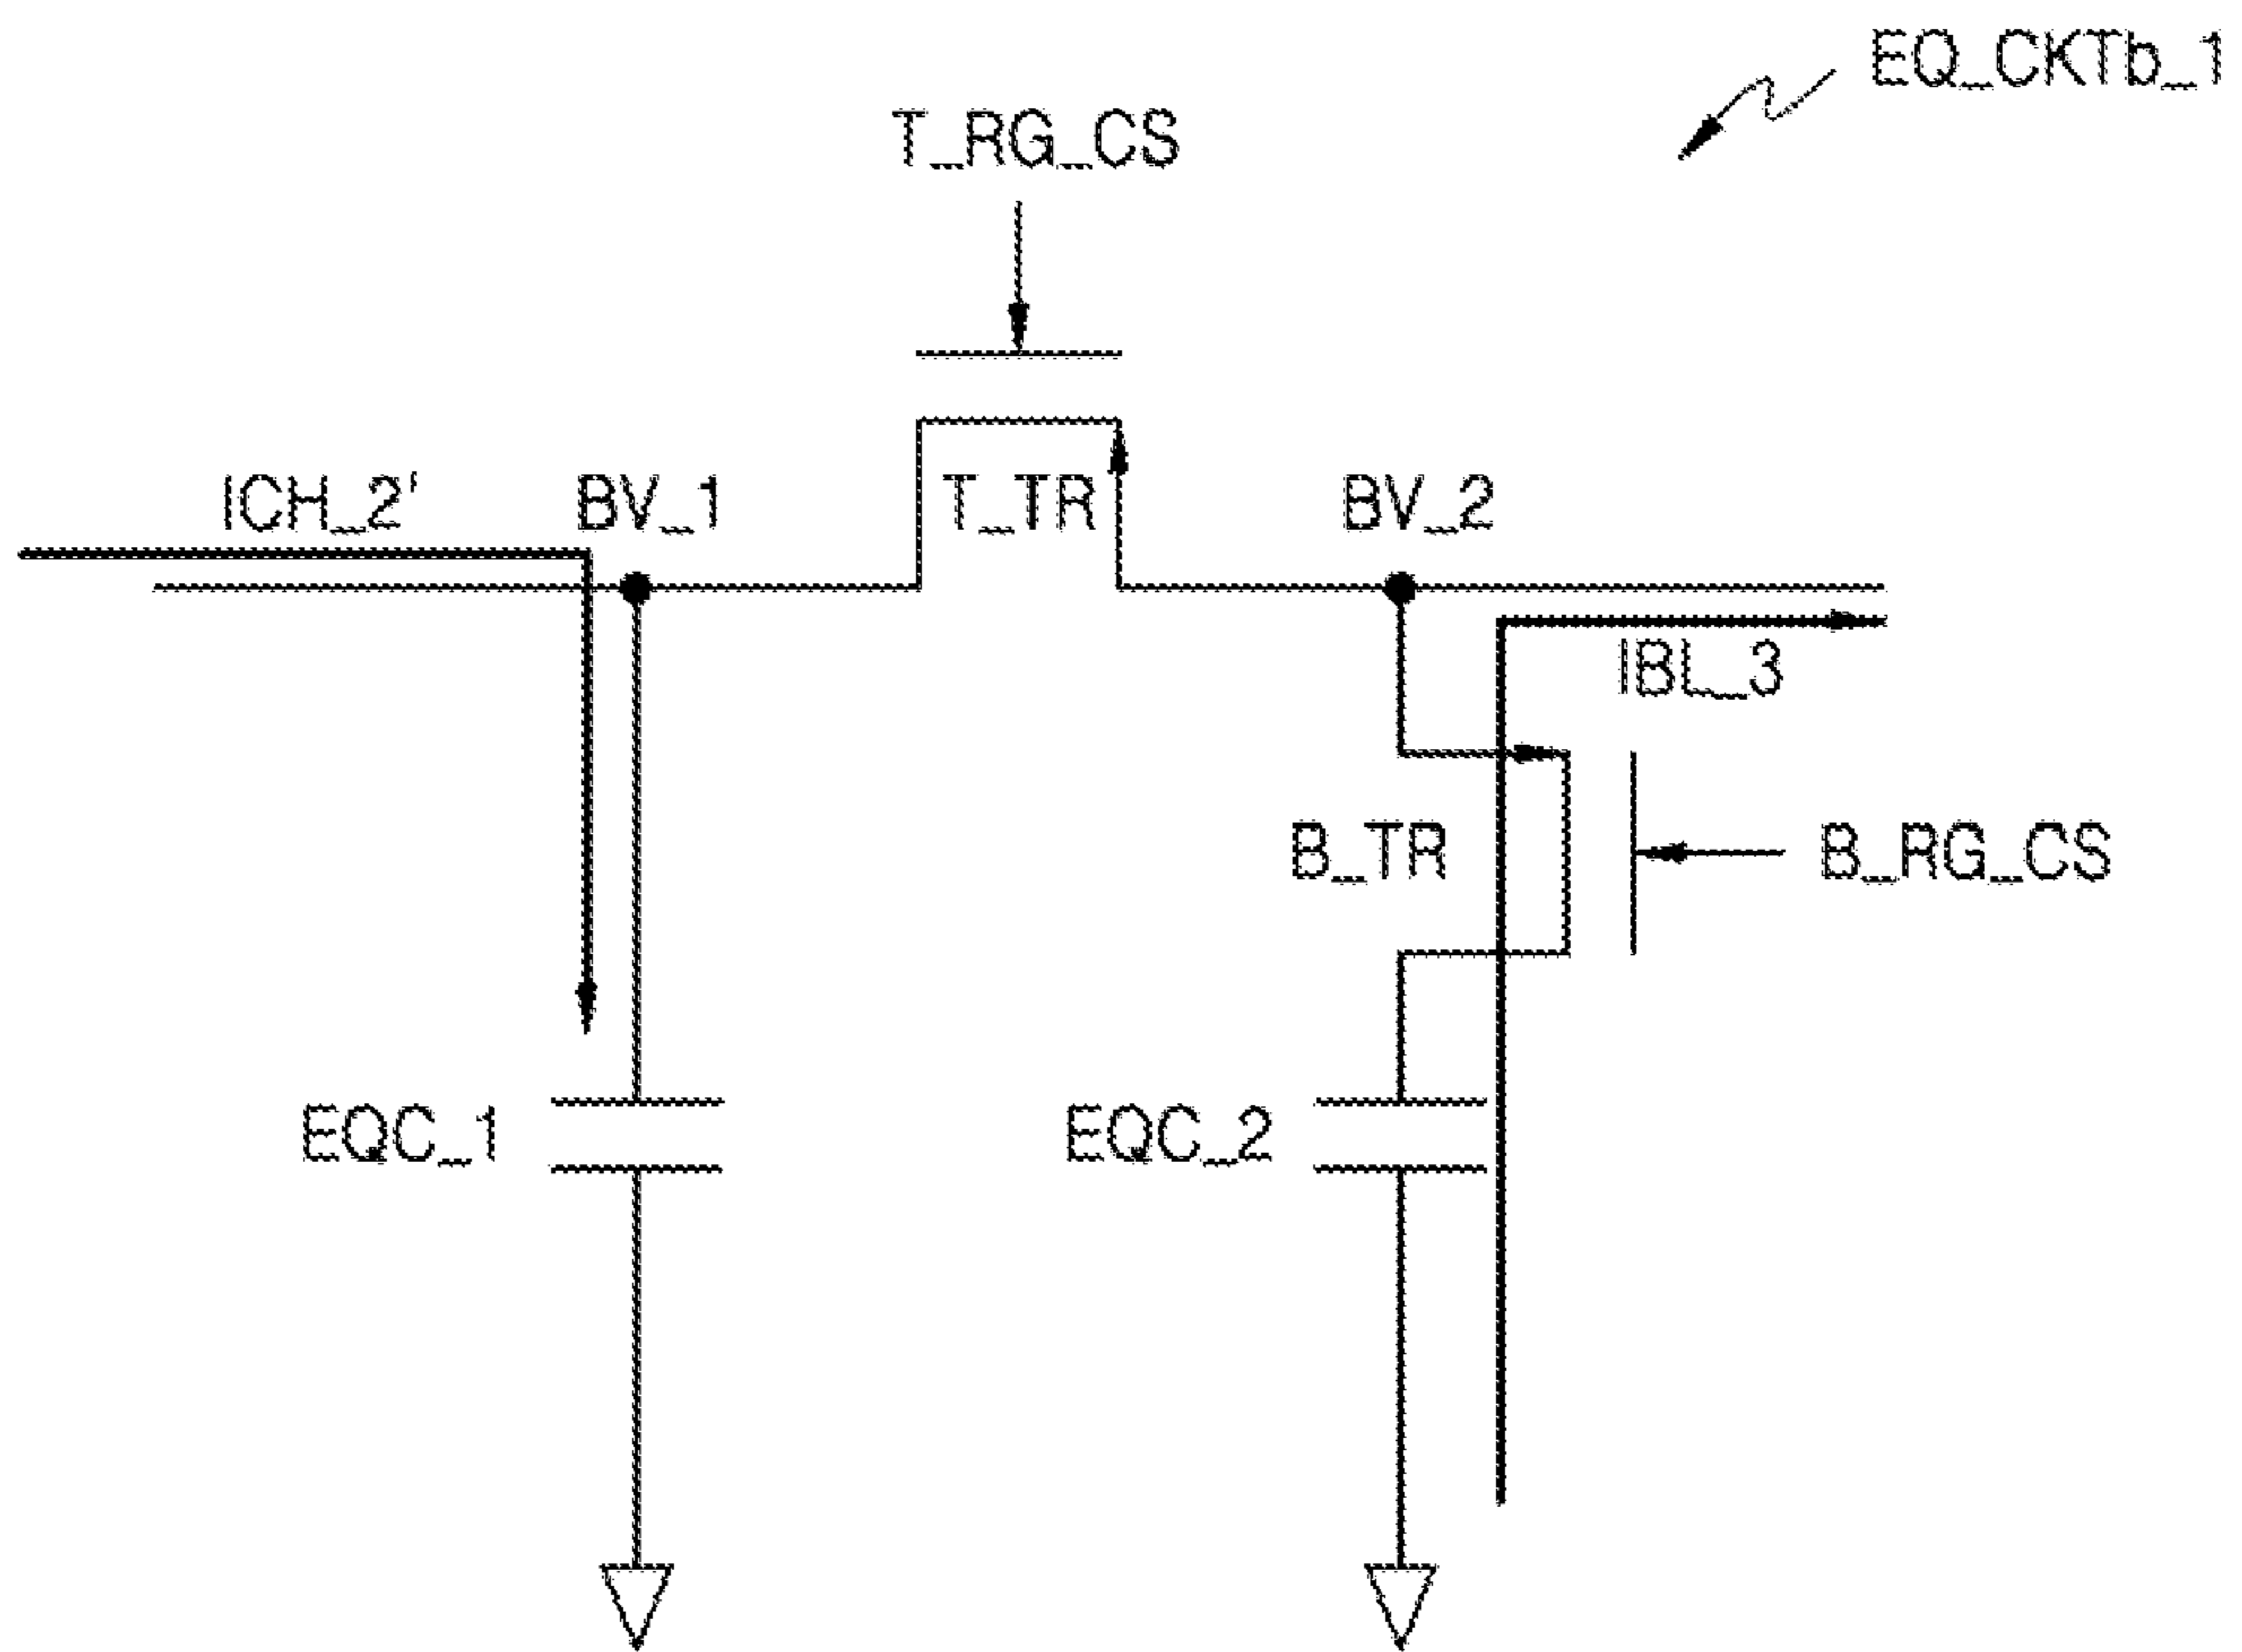 EQ_CKTb_1
T_RG_CS
ICH_2' BV_1 T_TR BV_2
IBL_3
B_TR B_RG_CS
EQC_1 EQC_2